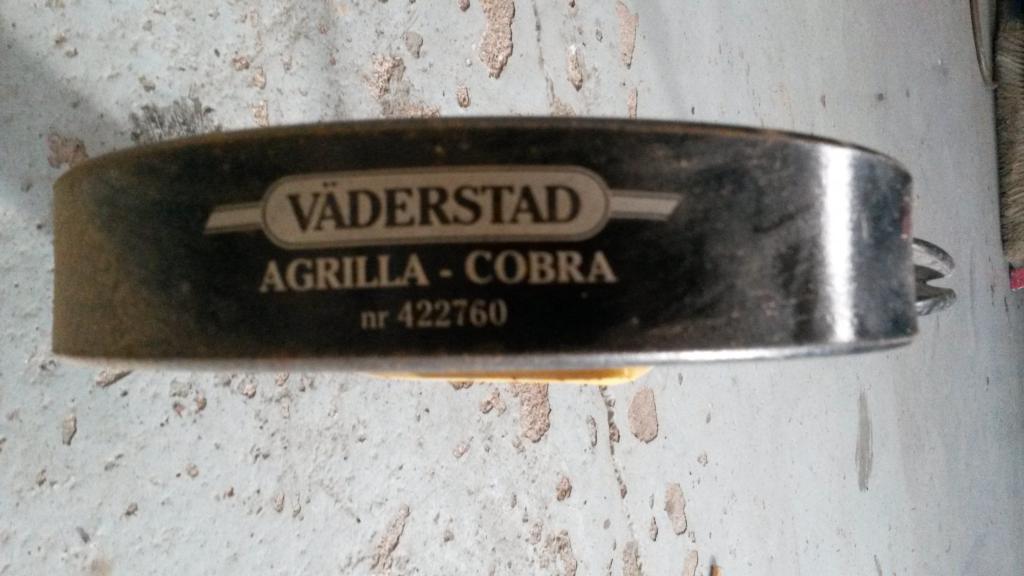 VÄDERSTAD
AGRILLA - COBRA
nr 422760